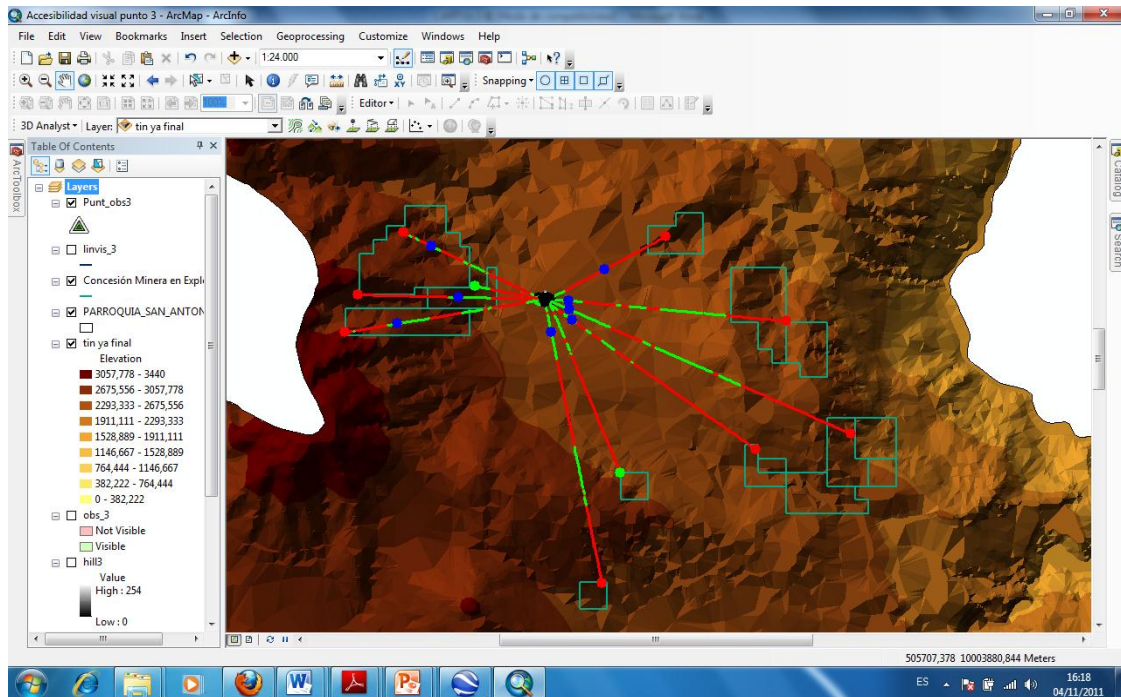 Accesibilidad visual punto 3 - ArcMap - ArcInfo
File Edit View Bookmarks Insert Selection Geoprocessing Customize Windows Help
1:24.000
Snapping
100% Editor
3D Analyst Layer: tin ya final
Table Of Contents
ArcToolbox
Catalog
Search
Layers
Punt_obs3
linvis_3
Concesión Minera en Expl
PARROQUIA_SAN_ANTON
tin ya final
Elevation
3057,778 - 3440
2675,556 - 3057,778
2293,333 - 2675,556
1911,111 - 2293,333
1528,889 - 1911,111
1146,667 - 1528,889
764,444 - 1146,667
382,222 - 764,444
0 - 382,222
obs_3
Not Visible
Visible
hill3
Value
High : 254
Low : 0
505707,378 10003880,844 Meters
ES
16:18
04/11/2011